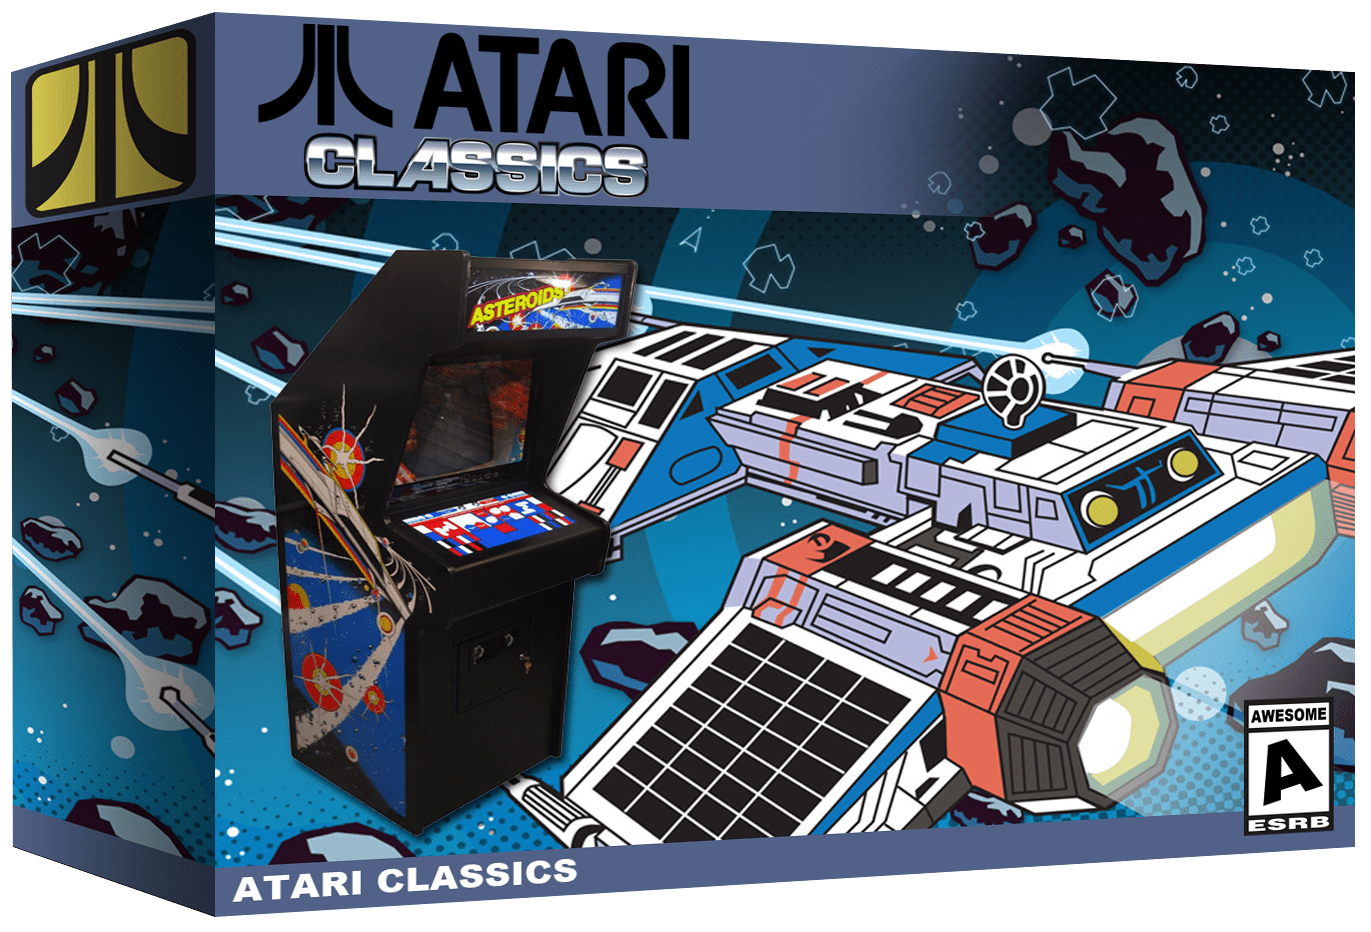 ATARI
CLASSICS
ASTEROIDS
AWESOME
A
ESRB
ATARI CLASSICS